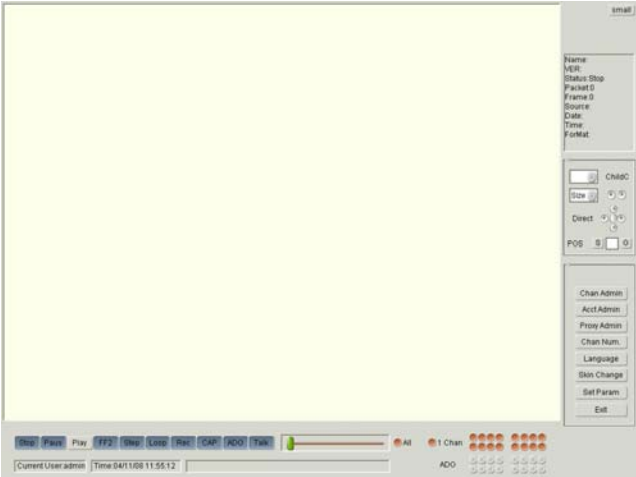 small
Name:
VER:
Status:Stop
Packet:0
Frame:0
Source:
Date:
Time:
ForMat:
ChildC
Size
Direct
POS S O
Chan Admin
Acct Admin
Proxy Admin
Chan Num.
Language
Skin Change
Set Param
Exit
Stop Paus Play FF2 Step Loop Rec CAP ADO Talk All 1 Chan
Current User:admin Time:04/11/08 11:55:12 ADO